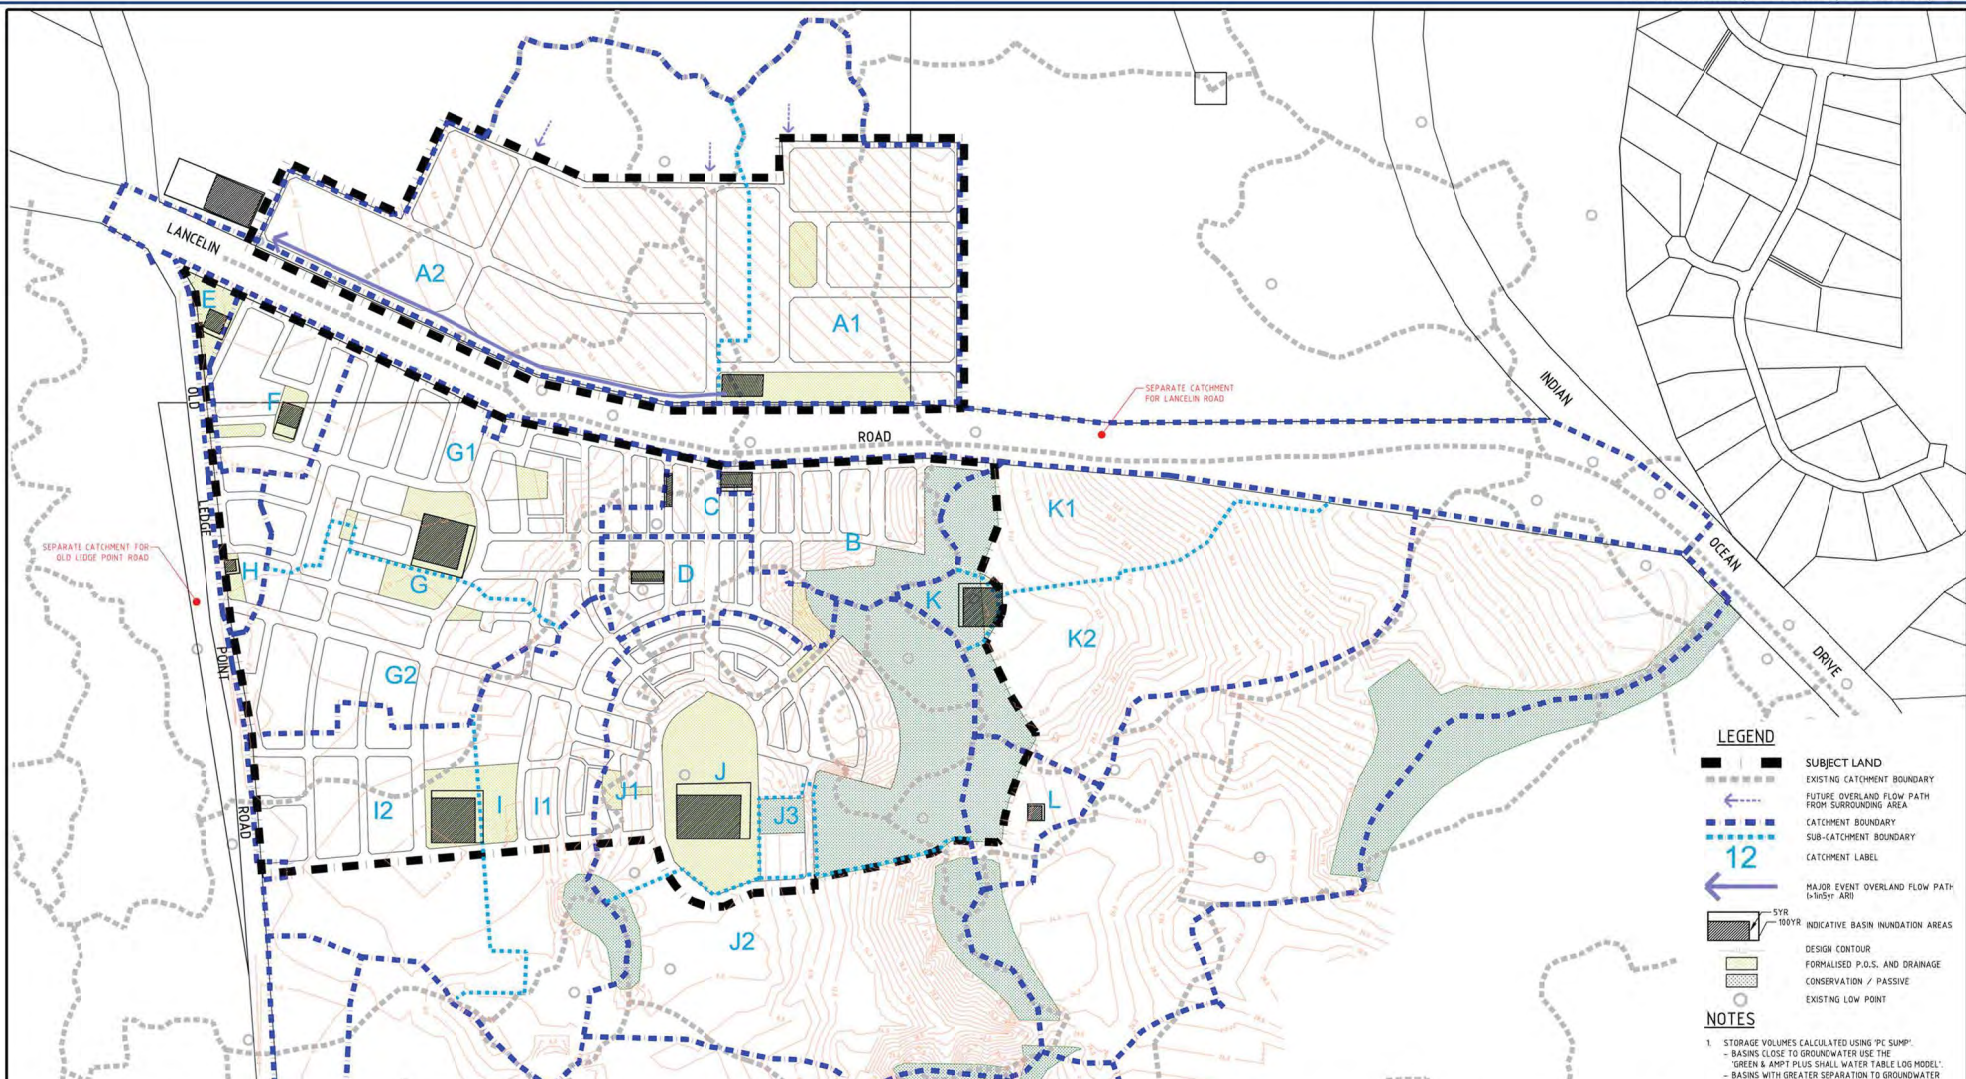 LANCELIN
A2
A1
E
OLD
F
SEPARATE CATCHMENT
FOR LANCELIN ROAD
INDIAN
ROAD
G1
C
K1
LEDGE
B
SEPARATE CATCHMENT FOR
OLD LIDGE POINT ROAD
OCEAN
H
G
D
K
K2
POINT
G2
DRIVE
LEGEND
SUBJECT LAND
EXISTNG CATCHMENT BOUNDARY
FUTURE OVERLAND FLOW PATH
FROM SURROUNDING AREA
CATCHMENT BOUNDARY
SUB-CATCHMENT BOUNDARY
12
CATCHMENT LABEL
MAJOR EVENT OVERLAND FLOW PATH
(>1in5yr ARI)
5YR
100YR
INDICATIVE BASIN INUNDATION AREAS
DESIGN CONTOUR
FORMALISED P.O.S. AND DRAINAGE
CONSERVATION / PASSIVE
EXISTNG LOW POINT
J
J1
J3
L
I2
I
I1
ROAD
J2
NOTES
1. STORAGE VOLUMES CALCULATED USING 'PC SUMP'.
- BASINS CLOSE TO GROUNDWATER USE THE
'GREEN & AMPT PLUS SHALL WATER TABLE LOG MODEL'.
- BASINS WITH GREATER SEPARATION TO GROUNDWATER